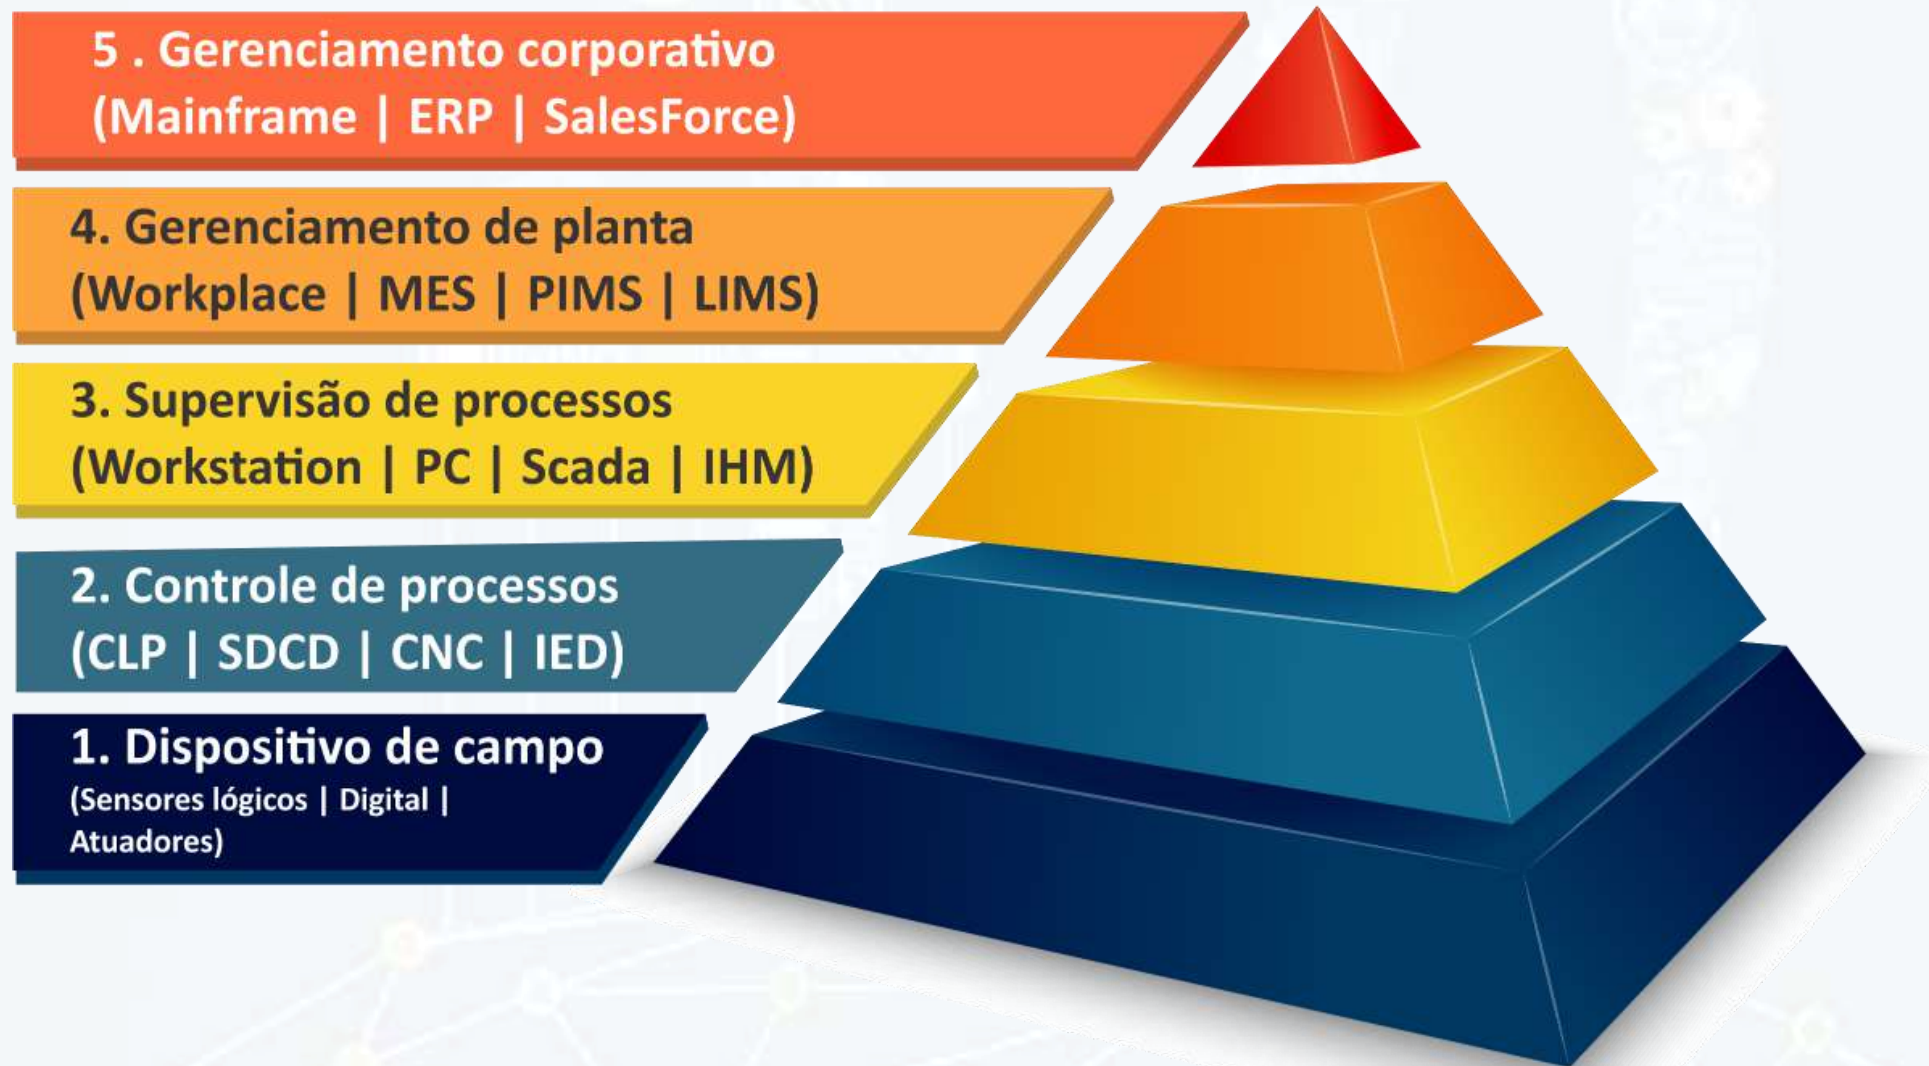 5 . Gerenciamento corporativo
(Mainframe | ERP | SalesForce)
4. Gerenciamento de planta
(Workplace | MES | PIMS | LIMS)
3. Supervisão de processos
(Workstation | PC | Scada | IHM)
2. Controle de processos
(CLP | SDCD | CNC | IED)
1. Dispositivo de campo
(Sensores lógicos | Digital |
Atuadores)